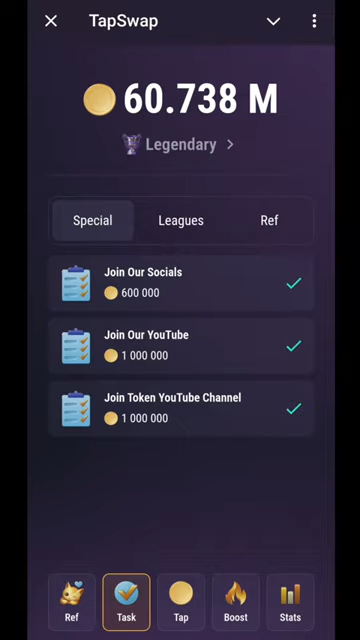 TapSwap
60.738 M
Legendary
Special Leagues Ref
Join Our Socials
600 000
Join Our YouTube
1 000 000
Join Token YouTube Channel
1 000 000
Ref Task Tap Boost Stats